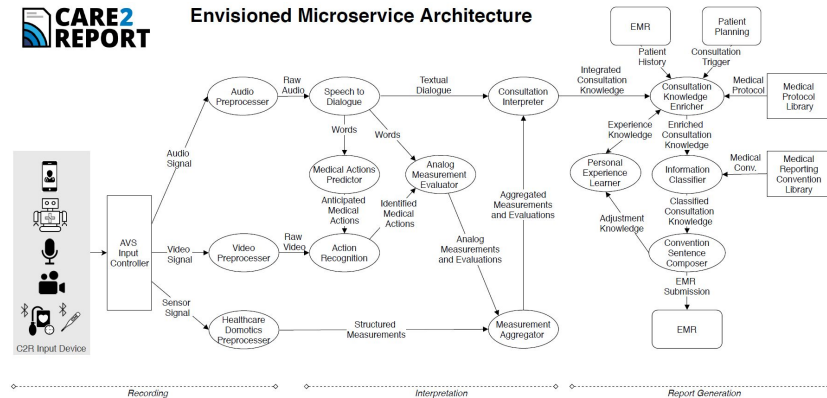 CARE2
REPORT
Envisioned Microservice Architecture
EMR
Patient
Planning
Patient
History
Consultation
Trigger
Audio
Preprocesser
Raw
Audio
Speech to
Dialogue
Textual
Dialogue
Consultation
Interpreter
Integrated
Consultation
Knowledge
Consultation
Knowledge
Enricher
Medical
Protocol
Medical
Protocol
Library
Words
Words
Experience
Knowledge
Enriched
Consultation
Knowledge
Audio
Signal
Medical Actions
Predictor
Analog
Measurement
Evaluator
Personal
Experience
Learner
Information
Classifier
Medical
Conv.
Medical
Reporting
Convention
Library
Anticipated
Medical
Actions
Identified
Medical
Actions
Aggregated
Measurements
and Evaluations
Classified
Consultation
Knowledge
Adjustment
Knowledge
AVS
Input
Controller
Video
Signal
Video
Preprocesser
Raw
Video
Action
Recognition
Analog
Measurements
and Evaluations
Convention
Sentence
Composer
EMR
Submission
Sensor
Signal
Healthcare
Domotics
Preprocesser
Structured
Measurements
Measurement
Aggregator
EMR
C2R Input Device
Recording
Interpretation
Report Generation